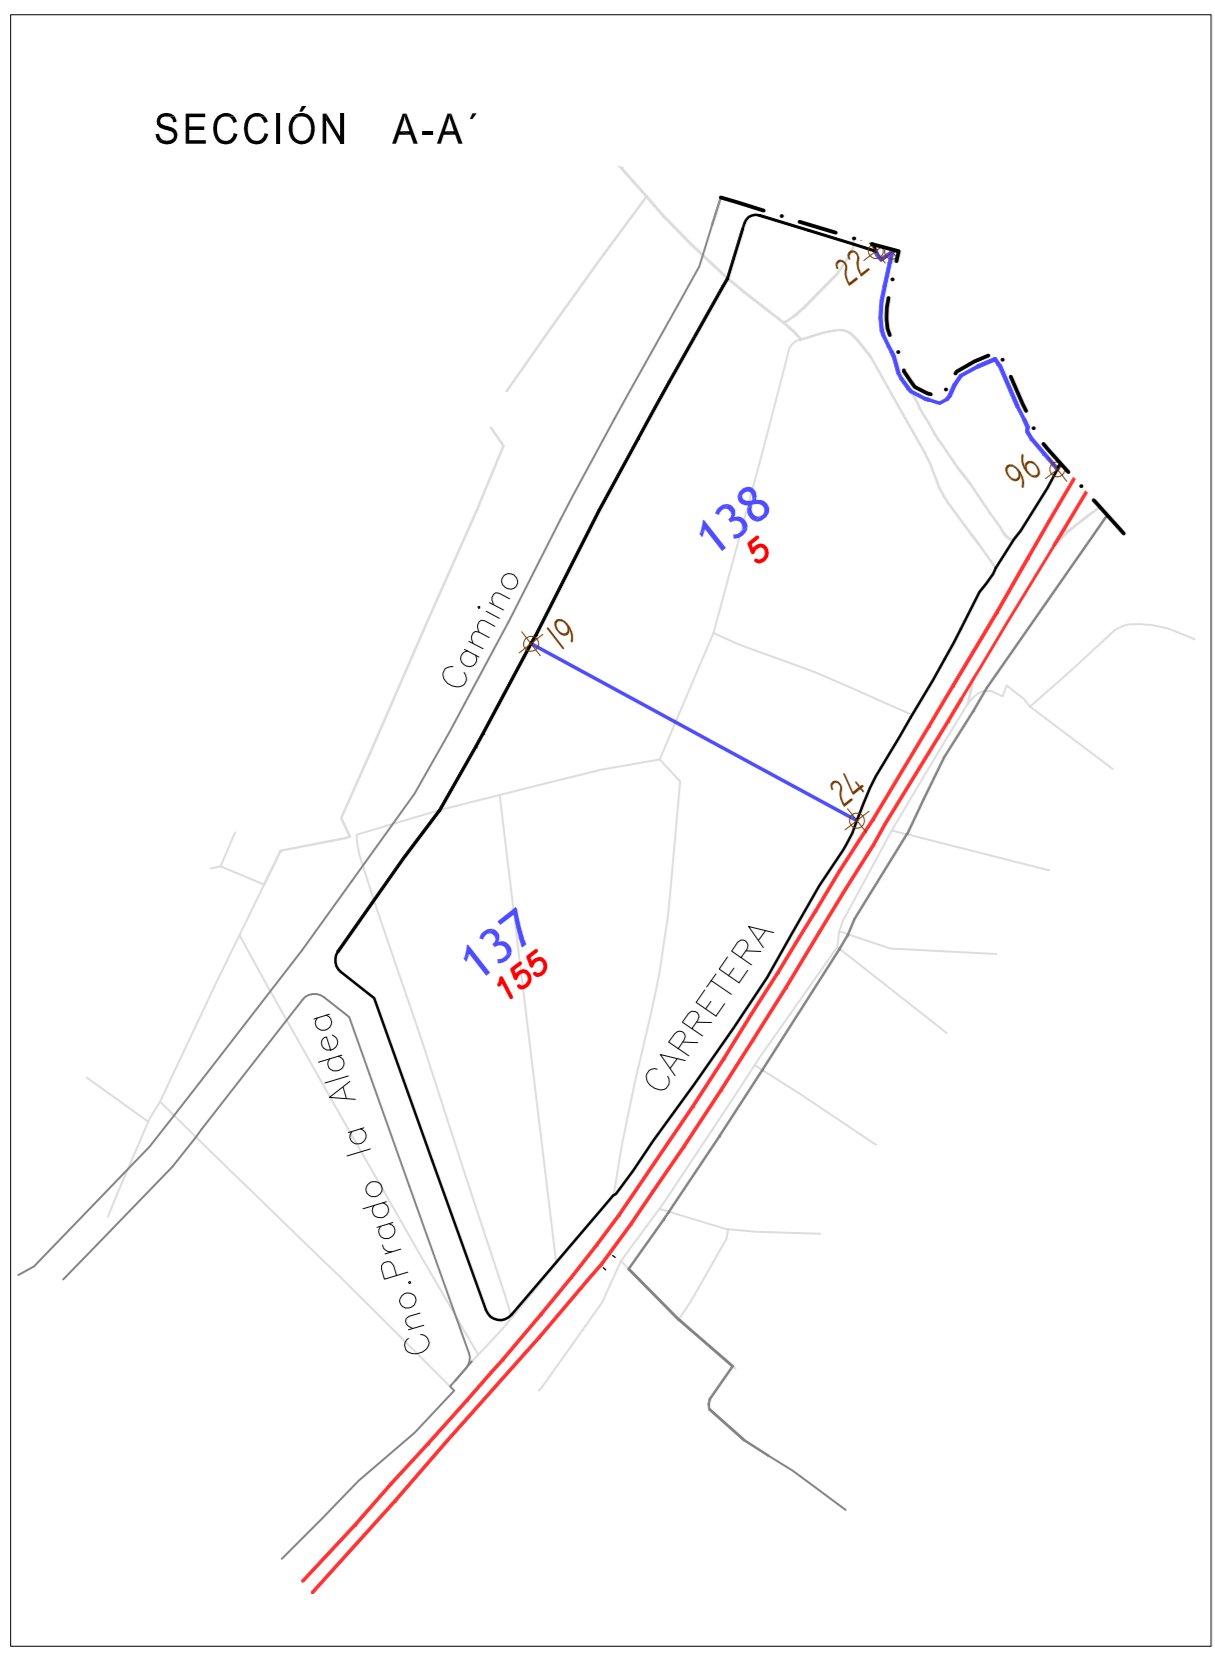 SECCIÓN A-A´
22
96
138
5
Camino
19
24
137
155
CARRETERA
Cno.Prado la Aldea